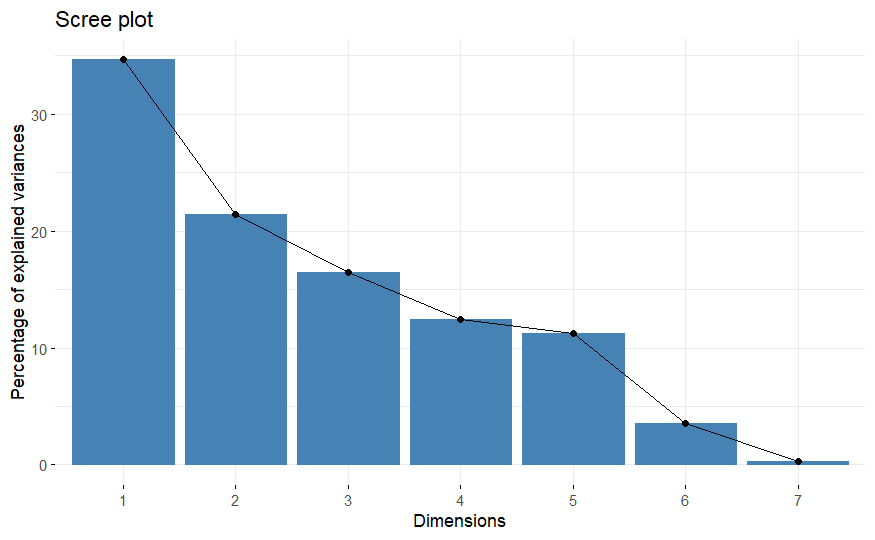 Scree plot
Percentage of explained variances
30
20
10
0
1 2 3 4 5 6 7
Dimensions